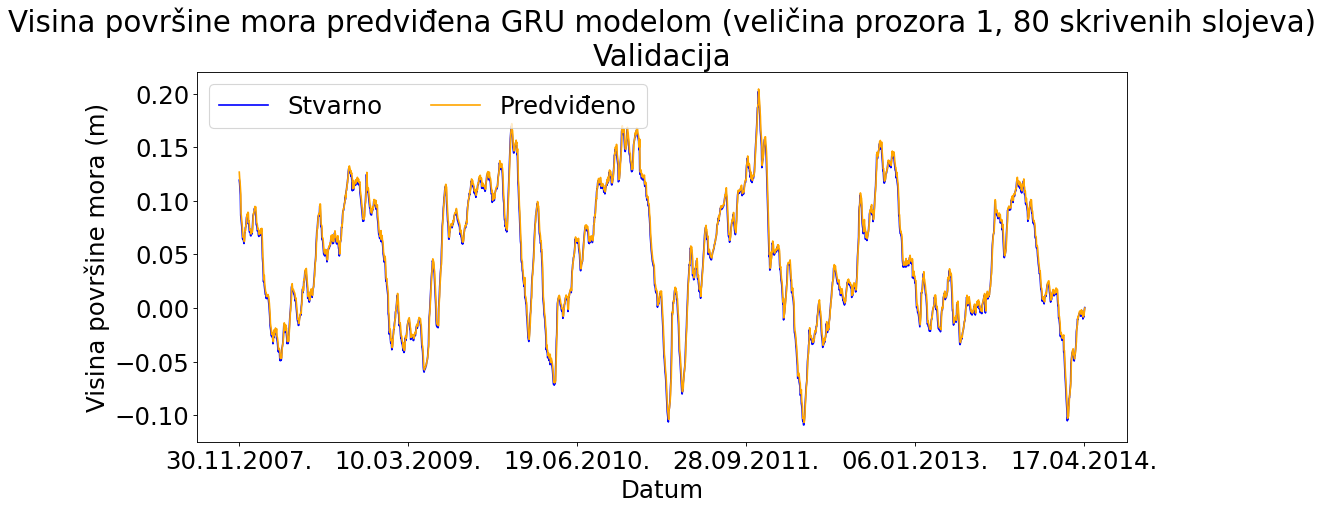 Visina površine mora predviđena GRU modelom (veličina prozora 1, 80 skrivenih slojeva)
Validacija
Stvarno Predviđeno
Visina površine mora (m)
0.20
0.15
0.10
0.05
0.00
−0.05
−0.10
30.11.2007. 10.03.2009. 19.06.2010. 28.09.2011. 06.01.2013. 17.04.2014.
Datum